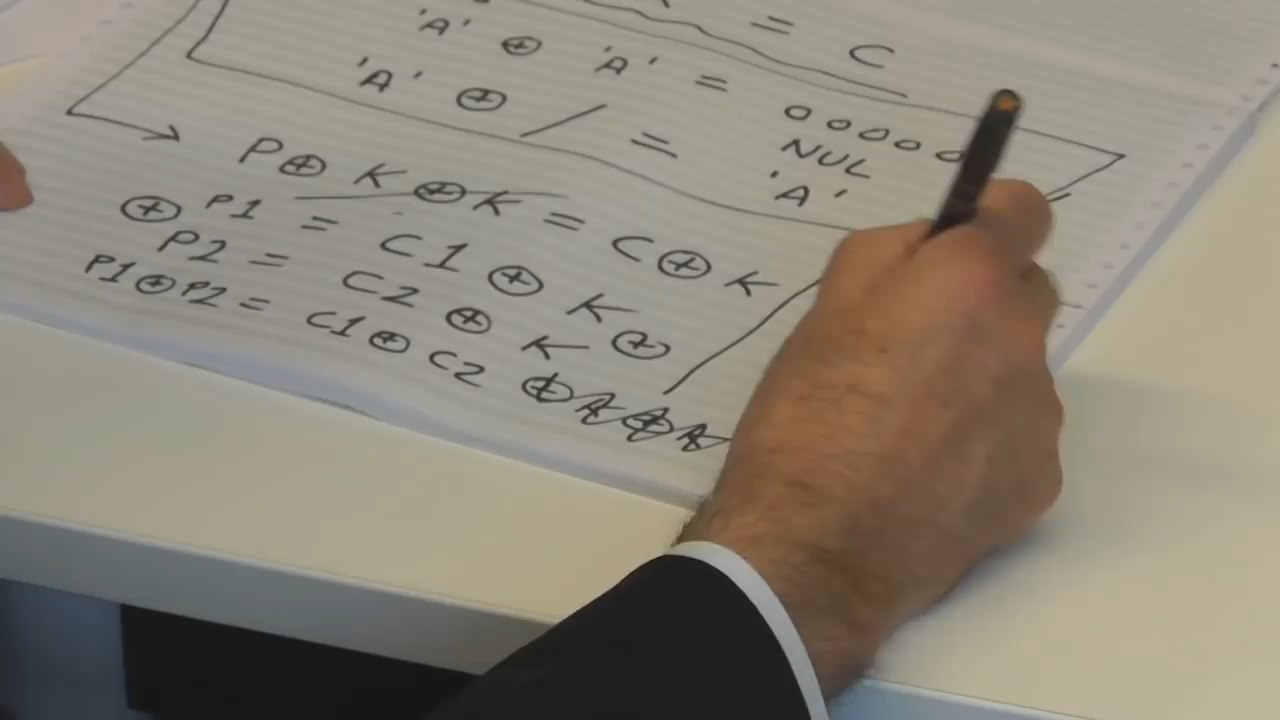 = C
'A' ⊕ 'A' = 00000
NUL
'A' ⊕ / = 'A'
P ⊕ K ⊕ K = C ⊕ K
P1 = C1 ⊕ K ⊕
⊕ P2 = C2 ⊕ K
P1 ⊕ P2 = C1 ⊕ C2 ⊕ K ⊕ K